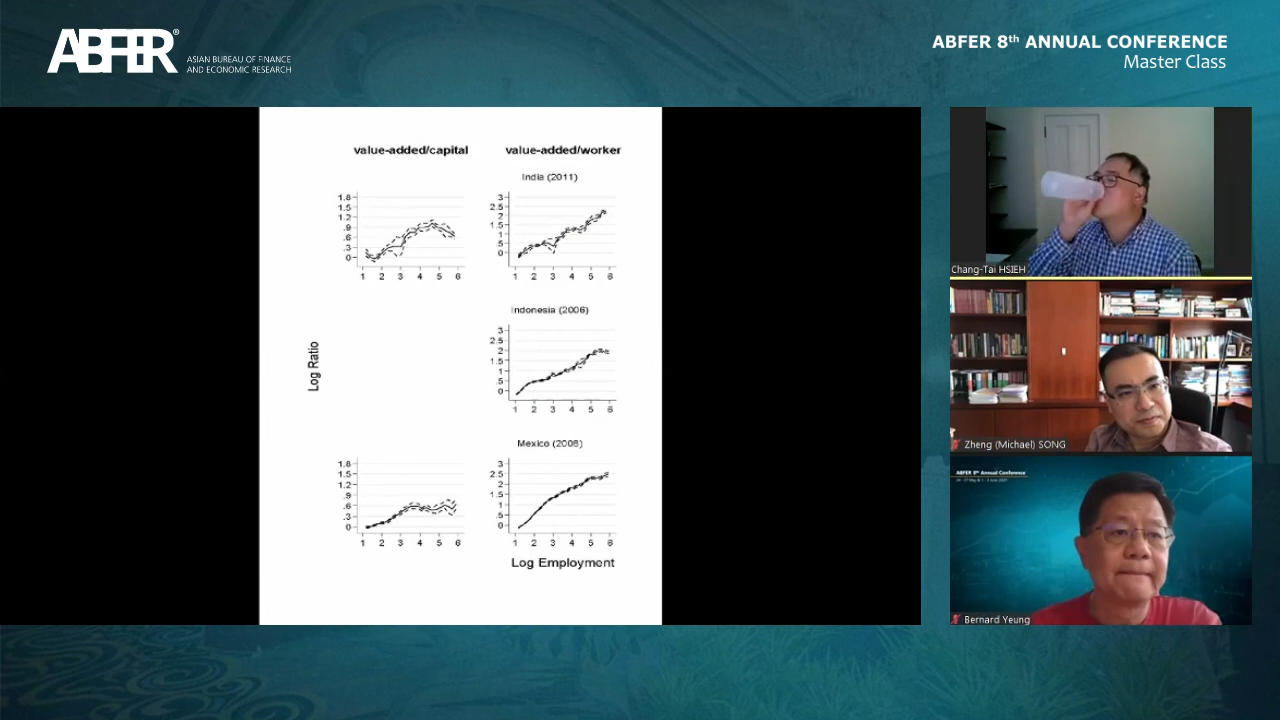 ABFER®
ASIAN BUREAU OF FINANCE
AND ECONOMIC RESEARCH
ABFER 8th ANNUAL CONFERENCE
Master Class
value-added/capital
value-added/worker
India (2011)
1.8
1.5
1.2
.9
.6
.3
0
1 2 3 4 5 6
3
2.5
2
1.5
1
.5
0
1 2 3 4 5 6
Indonesia (2006)
3
2.5
2
1.5
1
.5
0
1 2 3 4 5 6
Log Ratio
Mexico (2008)
1.8
1.5
1.2
.9
.6
.3
0
1 2 3 4 5 6
3
2.5
2
1.5
1
.5
0
1 2 3 4 5 6
Log Employment
Chang-Tai HSIEH
Zheng (Michael) SONG
ABFER 8th Annual Conference
Bernard Yeung